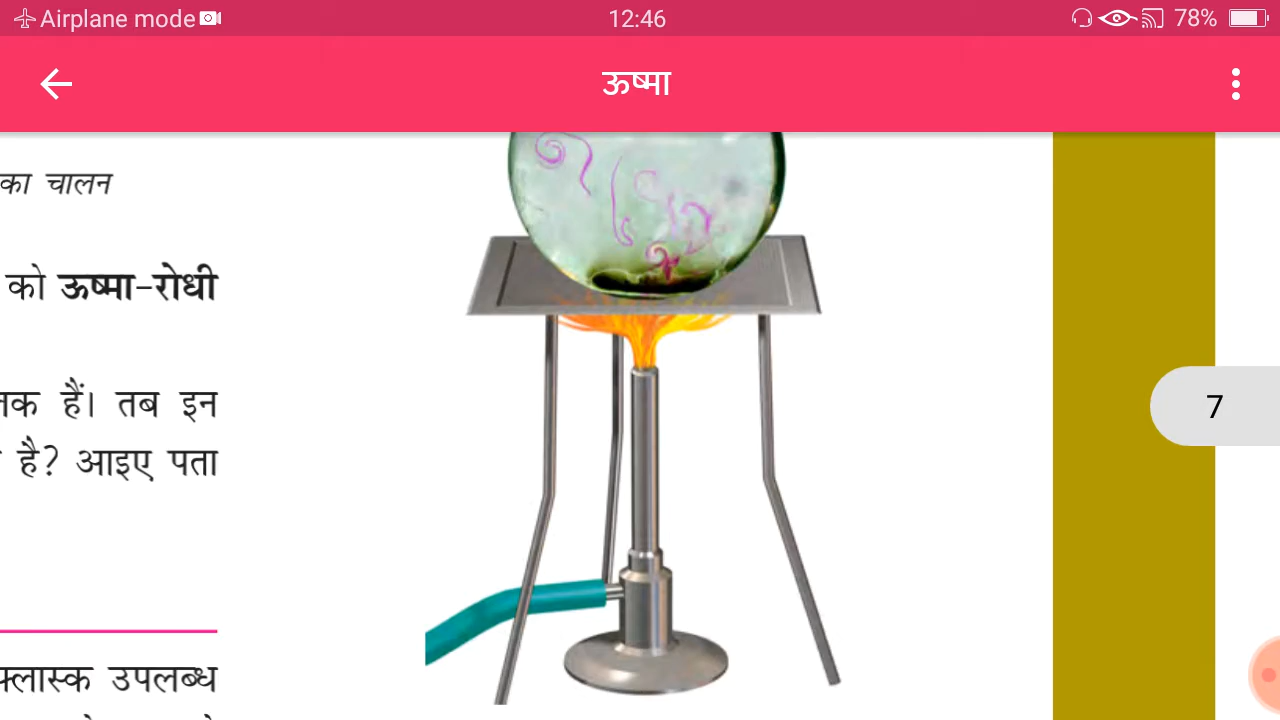 Airplane mode 12:46 78%
ऊष्मा
का चालन
को ऊष्मा-रोधी
हैं। तब इन
7
है? आइए पता
फ्लास्क उपलब्ध